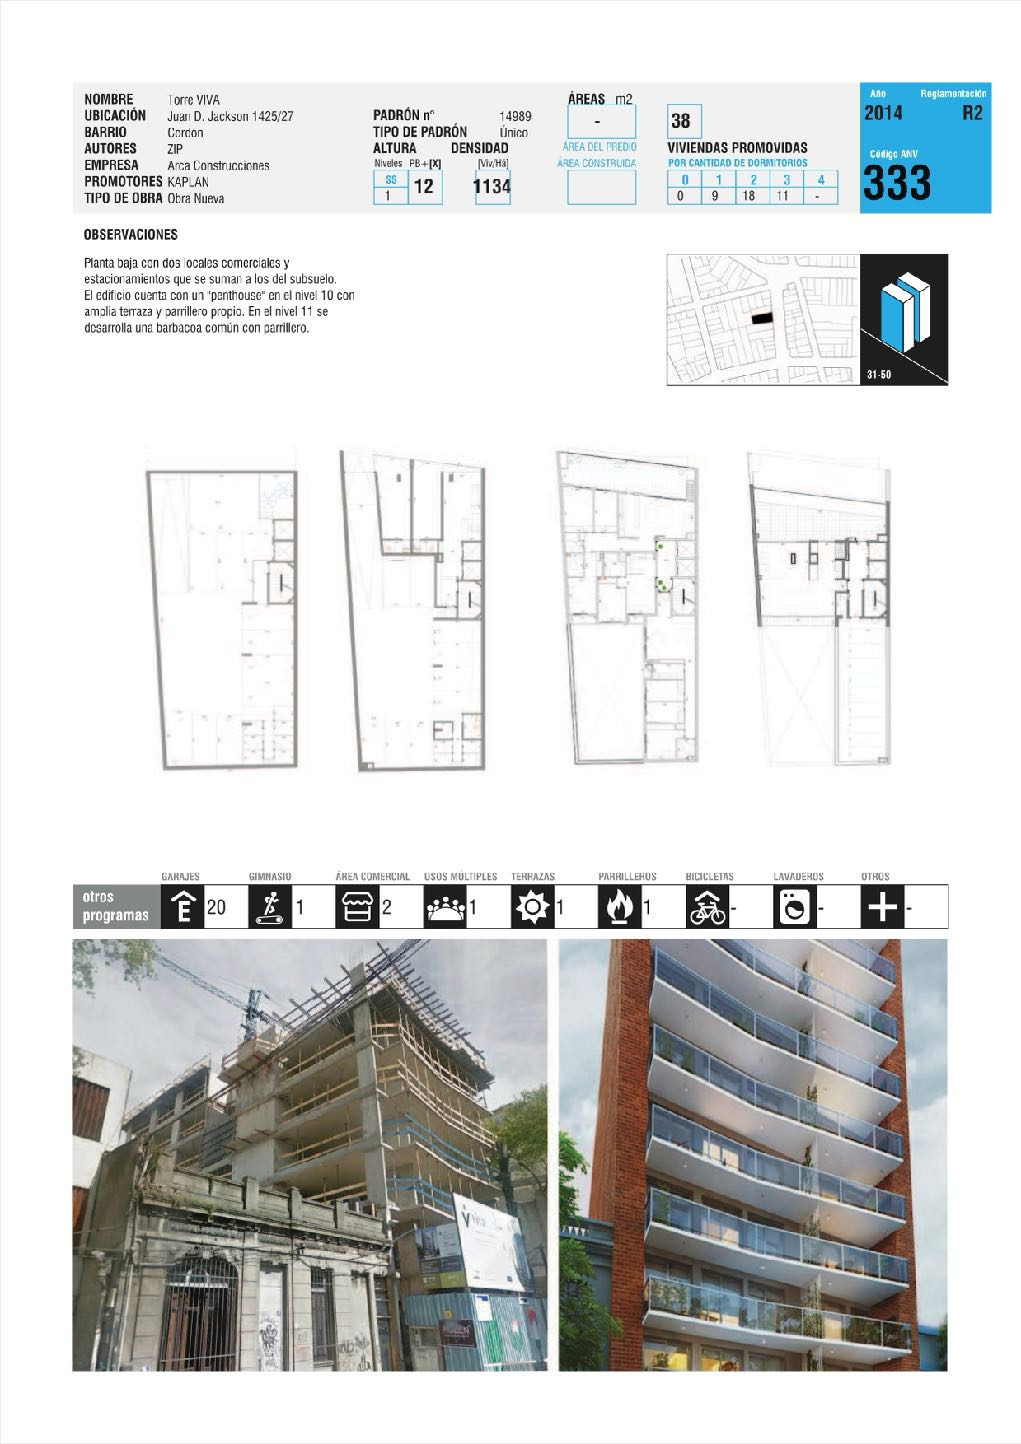 NOMBRE Torre VIVA
UBICACIÓN Juan D. Jackson 1425/27
BARRIO Cordón
AUTORES ZIP
EMPRESA Arca Construcciones
PROMOTORES KAPLAN
TIPO DE OBRA Obra Nueva
PADRÓN nº 14989
TIPO DE PADRÓN Único
ALTURA DENSIDAD
Niveles PB+[X] [Viv/Há]
SS 12 1134
1
ÁREAS m2
-
ÁREA DEL PREDIO
ÁREA CONSTRUIDA
38
VIVIENDAS PROMOVIDAS
POR CANTIDAD DE DORMITORIOS
0 1 2 3 4
0 9 18 11 -
Año Reglamentación
2014 R2
Código ANV
333
OBSERVACIONES
Planta baja con dos locales comerciales y
estacionamientos que se suman a los del subsuelo.
El edificio cuenta con un "penthouse" en el nivel 10 con
amplia terraza y parrillero propio. En el nivel 11 se
desarrolla una barbacoa común con parrillero.
31-50
otros
programas
GARAJES GIMNASIO ÁREA COMERCIAL USOS MÚLTIPLES TERRAZAS PARRILLEROS BICICLETAS LAVADEROS OTROS
20 1 2 1 1 1 - - -